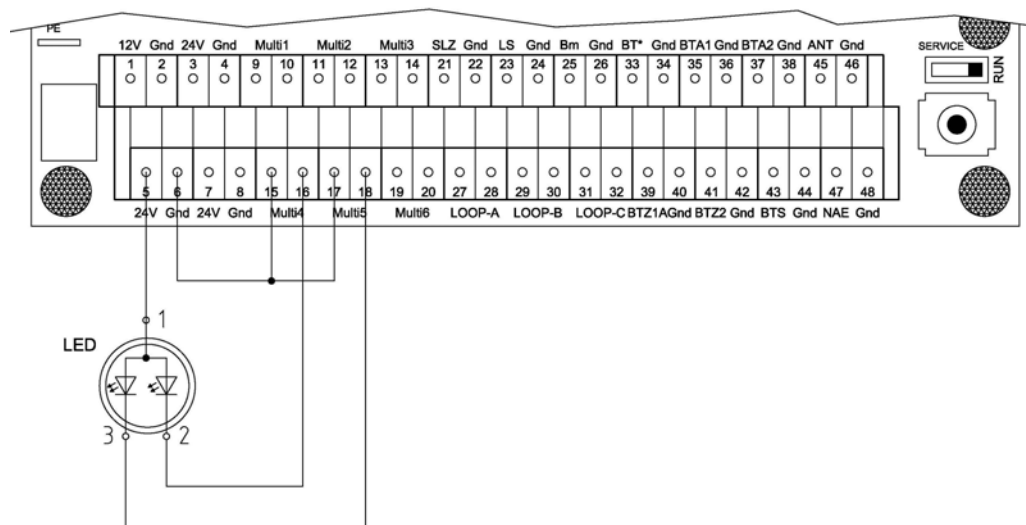 PE
12V Gnd 24V Gnd Multi1 Multi2 Multi3 SLZ Gnd LS Gnd Bm Gnd BT* Gnd BTA1 Gnd BTA2 Gnd ANT Gnd
SERVICE
RUN
1 2 3 4 9 10 11 12 13 14 21 22 23 24 25 26 33 34 35 36 37 38 45 46
5 6 7 8 15 16 17 18 19 20 27 28 29 30 31 32 39 40 41 42 43 44 47 48
24V Gnd 24V Gnd Multi4 Multi5 Multi6 LOOP-A LOOP-B LOOP-C BTZ1A Gnd BTZ2 Gnd BTS Gnd NAE Gnd
1
LED
3 2